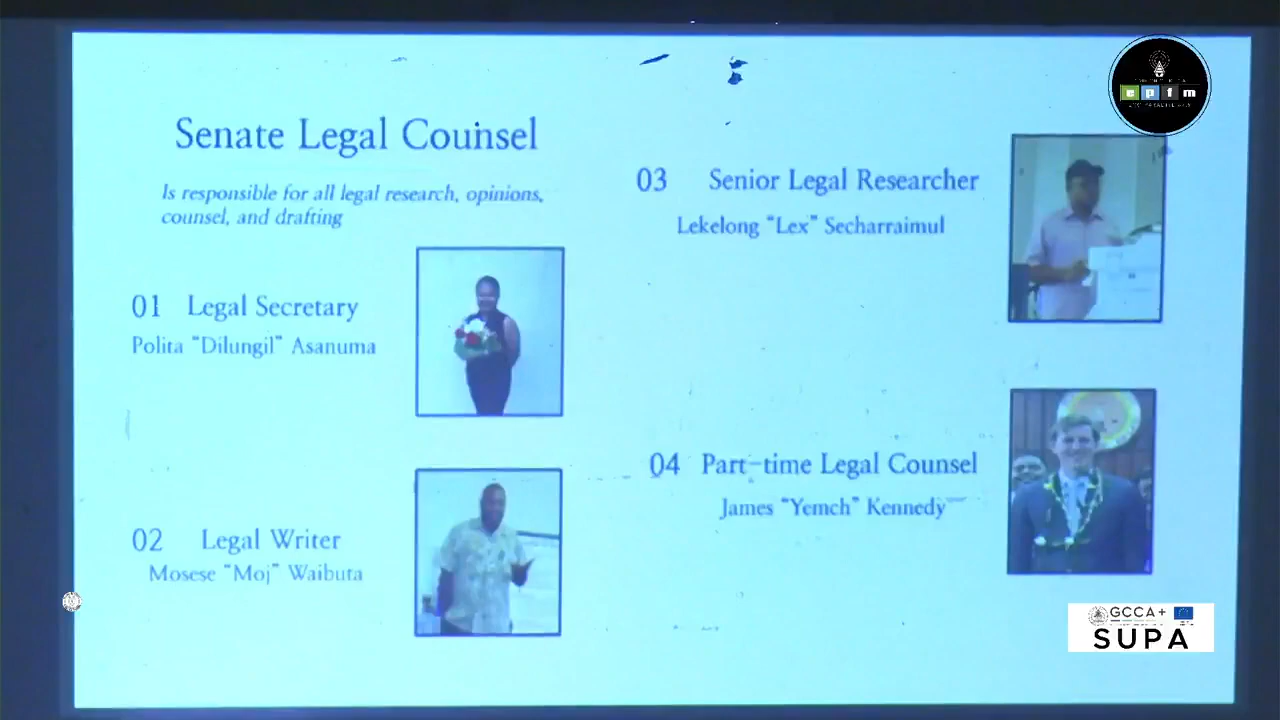 Senate Legal Counsel
Is responsible for all legal research, opinions,
counsel, and drafting
01 Legal Secretary
Polita “Dilungil” Asanuma
02 Legal Writer
Mosese “Moj” Waibuta
03 Senior Legal Researcher
Lekelong “Lex” Secharraimul
04 Part-time Legal Counsel
James “Yemch” Kennedy
epfm
GCCA+
SUPA